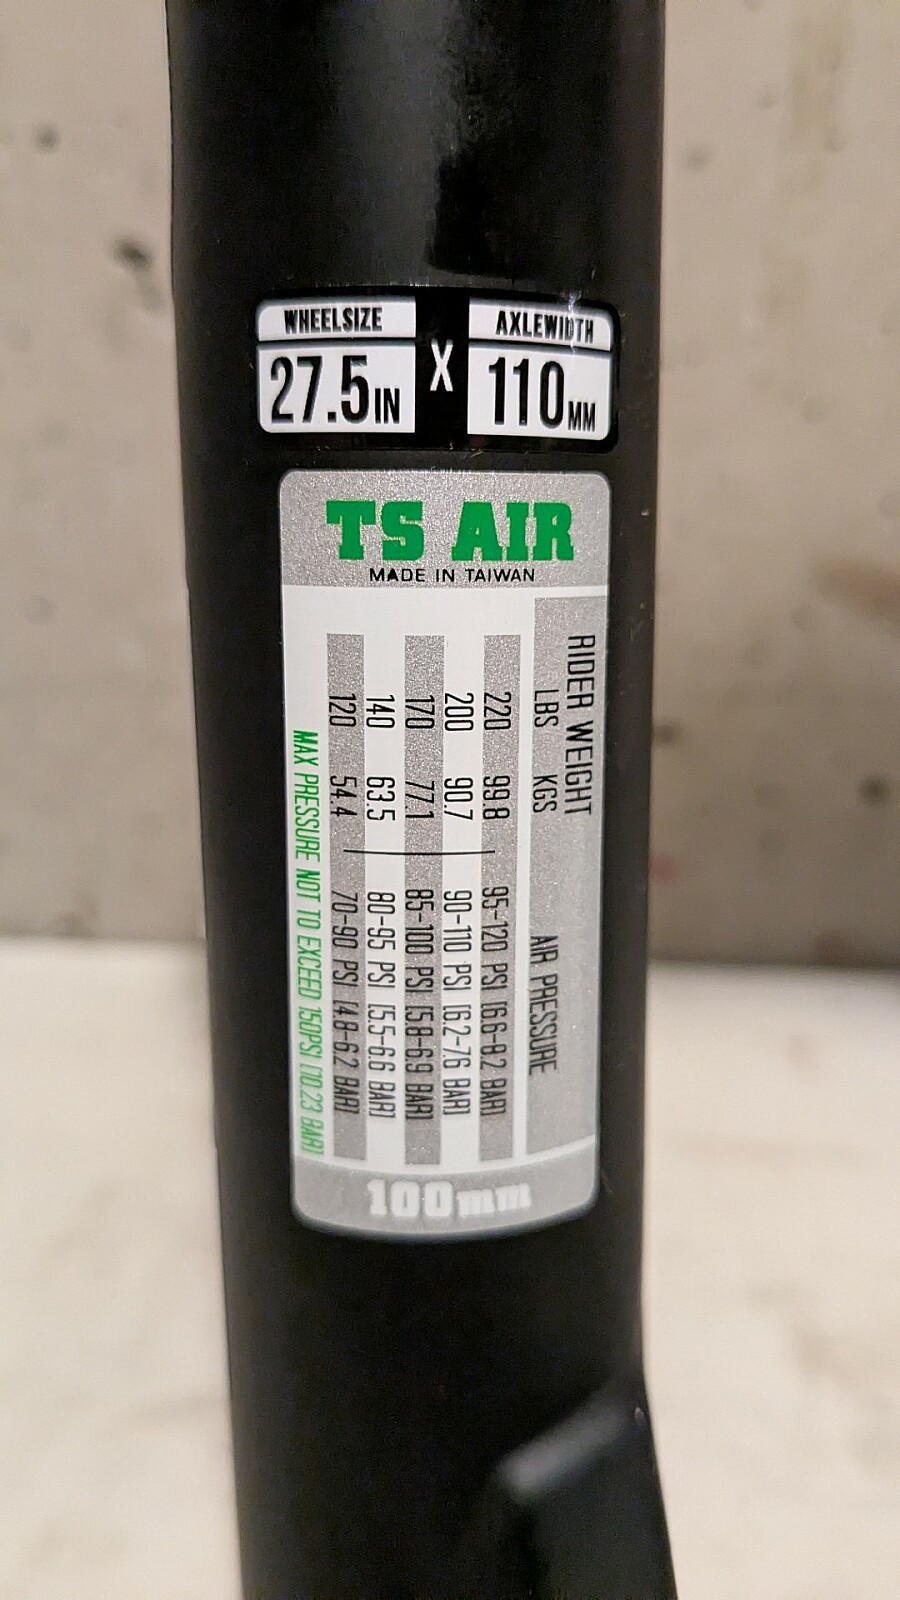 WHEELSIZE
27.5IN
X
AXLEWIDTH
110MM
TS AIR
MADE IN TAIWAN
RIDER WEIGHT
LBS KGS AIR PRESSURE
220 99.8 95-120 PSI [6.6-8.2 BAR]
200 90.7 90-110 PSI [6.2-7.6 BAR]
170 77.1 85-100 PSI [5.8-6.9 BAR]
140 63.5 80-95 PSI [5.5-6.6 BAR]
120 54.4 70-90 PSI [4.8-6.2 BAR]
MAX PRESSURE NOT TO EXCEED 150PSI [10.23 BAR]
100mm